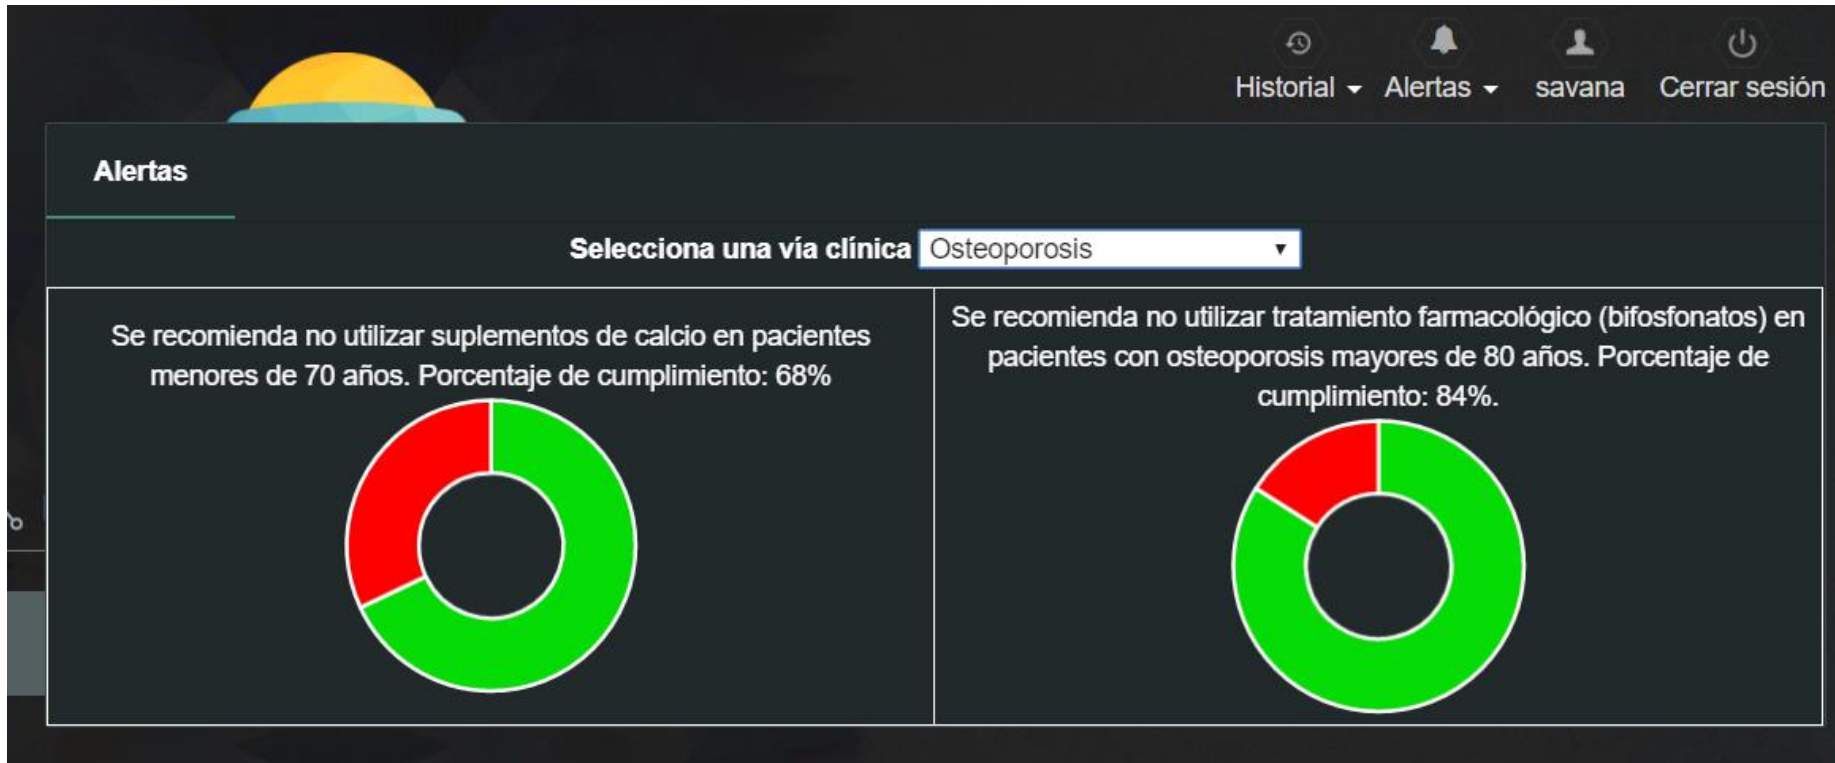 Historial
Alertas
savana
Cerrar sesión
Alertas
Selecciona una vía clínica
Osteoporosis
Se recomienda no utilizar suplementos de calcio en pacientes
menores de 70 años. Porcentaje de cumplimiento: 68%
Se recomienda no utilizar tratamiento farmacológico (bifosfonatos) en
pacientes con osteoporosis mayores de 80 años. Porcentaje de
cumplimiento: 84%.